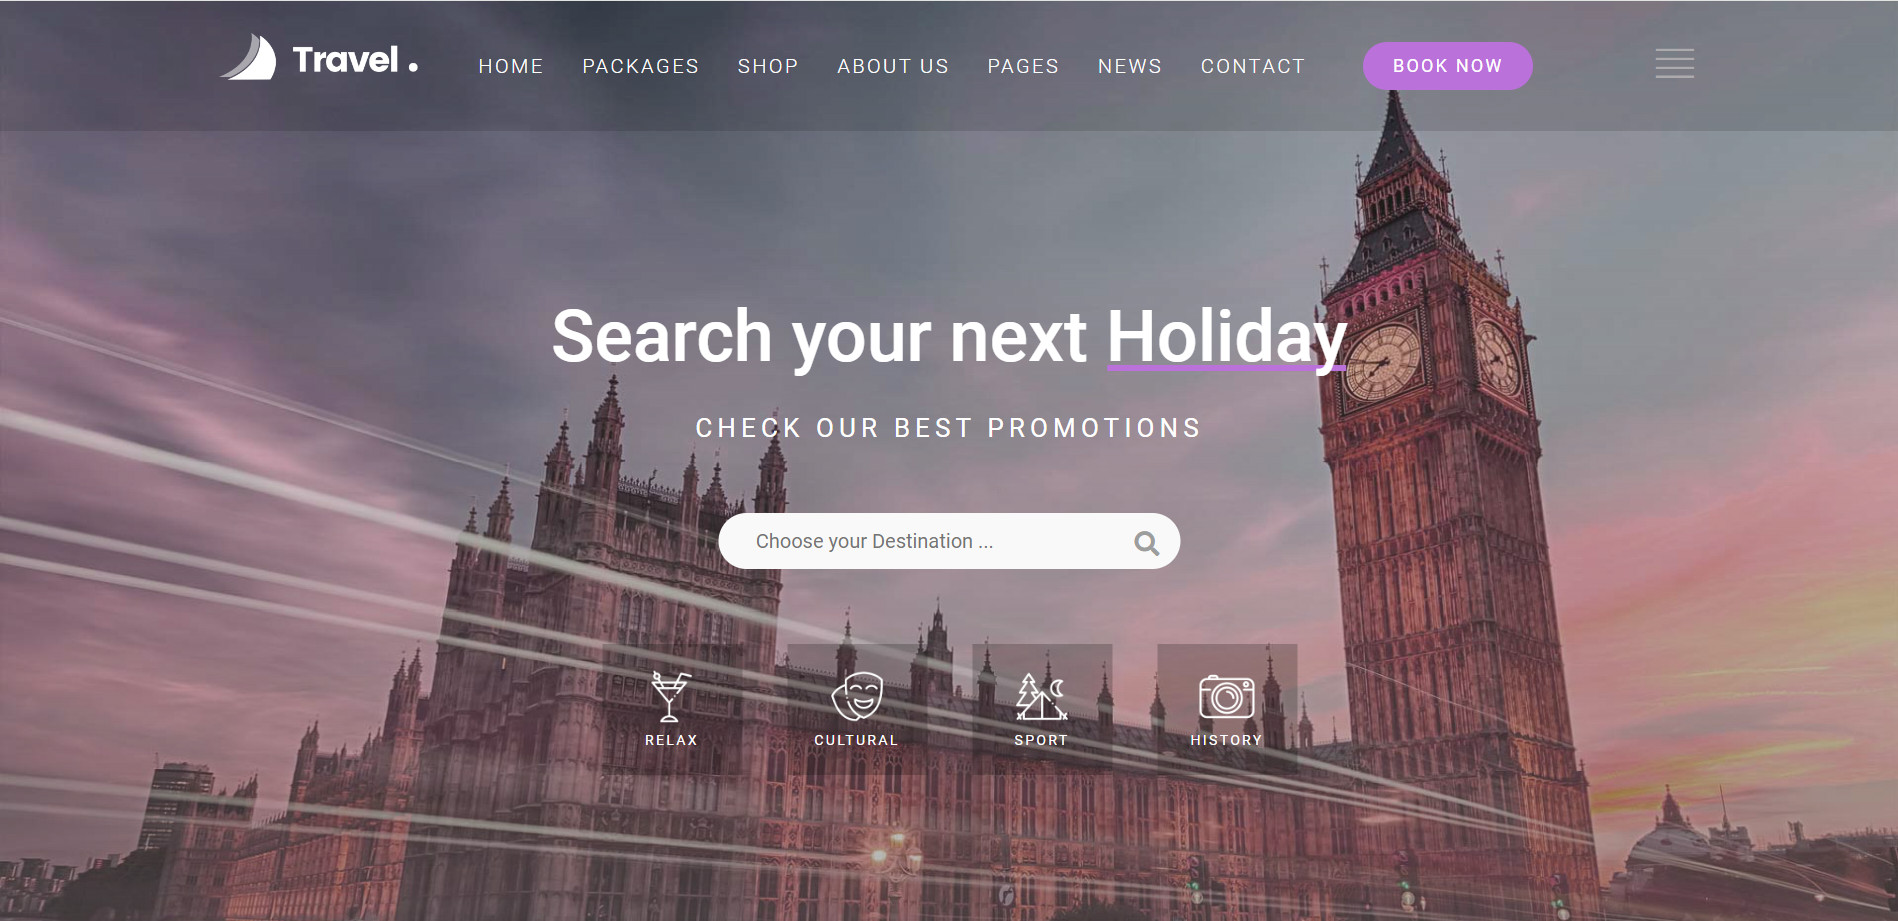 Travel .
HOME PACKAGES SHOP ABOUT US PAGES NEWS CONTACT BOOK NOW
Search your next Holiday
CHECK OUR BEST PROMOTIONS
Choose your Destination ...
RELAX CULTURAL SPORT HISTORY